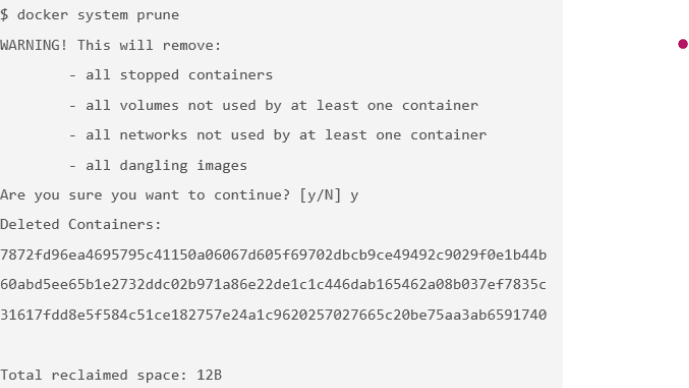 $ docker system prune
WARNING! This will remove:
- all stopped containers
- all volumes not used by at least one container
- all networks not used by at least one container
- all dangling images
Are you sure you want to continue? [y/N] y
Deleted Containers:
7872fd96ea4695795c41150a06067d605f69702dbcb9ce49492c9029f0e1b44b
60abd5ee65b1e2732ddc02b971a86e22de1c1c446dab165462a08b037ef7835c
31617fdd8e5f584c51ce182757e24a1c9620257027665c20be75aa3ab6591740
Total reclaimed space: 12B